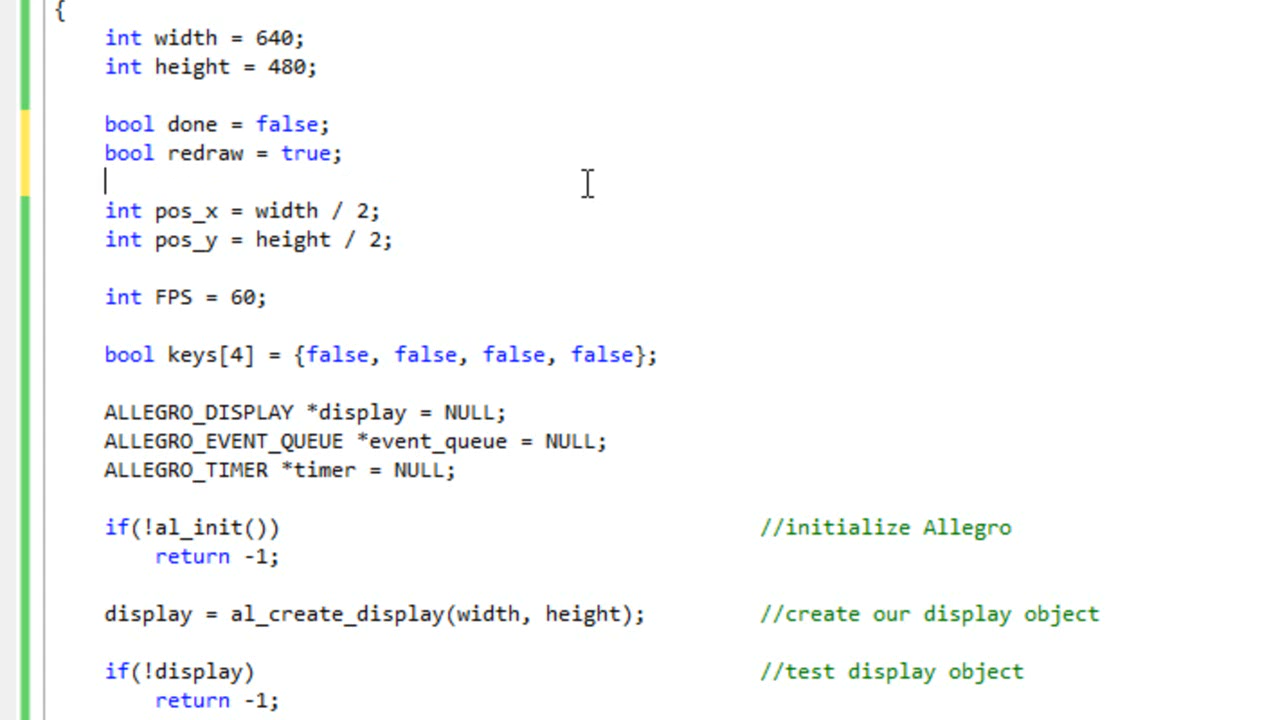 {
int width = 640;
int height = 480;
bool done = false;
bool redraw = true;
int pos_x = width / 2;
int pos_y = height / 2;
int FPS = 60;
bool keys[4] = {false, false, false, false};
ALLEGRO_DISPLAY *display = NULL;
ALLEGRO_EVENT_QUEUE *event_queue = NULL;
ALLEGRO_TIMER *timer = NULL;
if(!al_init()) //initialize Allegro
return -1;
display = al_create_display(width, height); //create our display object
if(!display) //test display object
return -1;